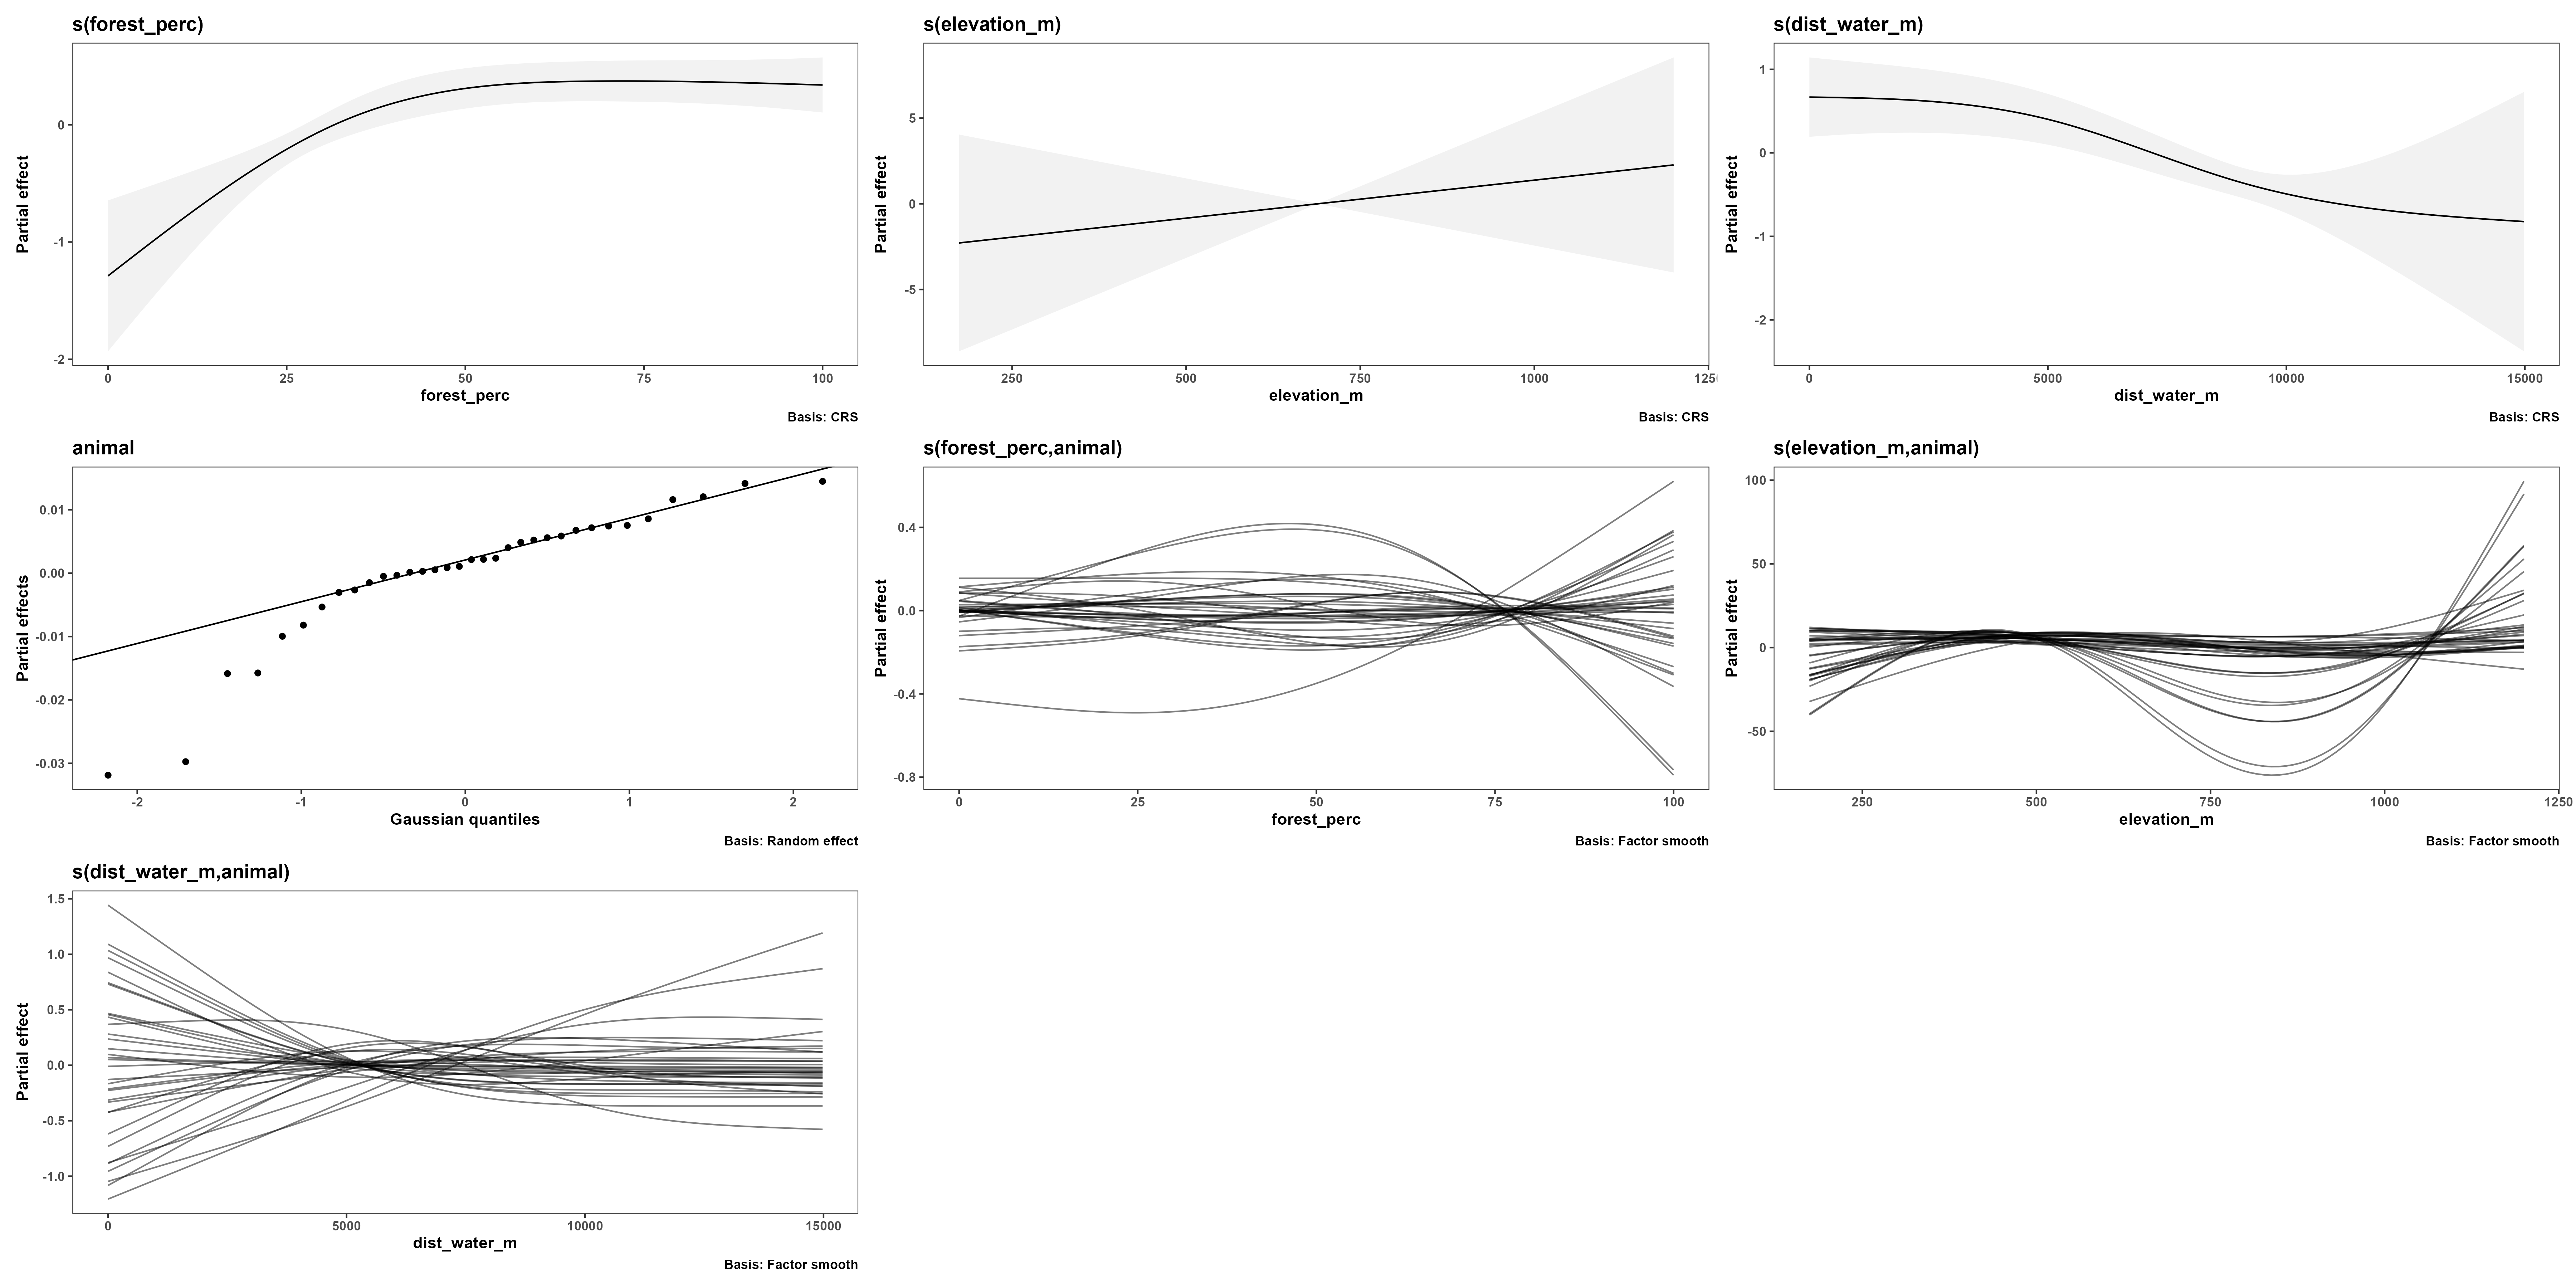 s(forest_perc)
Partial effect
0
-1
-2
0 25 50 75 100
forest_perc
Basis: CRS
s(elevation_m)
Partial effect
5
0
-5
250 500 750 1000 125
elevation_m
Basis: CRS
s(dist_water_m)
Partial effect
1
0
-1
-2
0 5000 10000 15000
dist_water_m
Basis: CRS
animal
Partial effects
0.01
0.00
-0.01
-0.02
-0.03
-2 -1 0 1 2
Gaussian quantiles
Basis: Random effect
s(forest_perc,animal)
Partial effect
0.4
0.0
-0.4
-0.8
0 25 50 75 100
forest_perc
Basis: Factor smooth
s(elevation_m,animal)
Partial effect
100
50
0
-50
250 500 750 1000 1250
elevation_m
Basis: Factor smooth
s(dist_water_m,animal)
Partial effect
1.5
1.0
0.5
0.0
-0.5
-1.0
0 5000 10000 15000
dist_water_m
Basis: Factor smooth